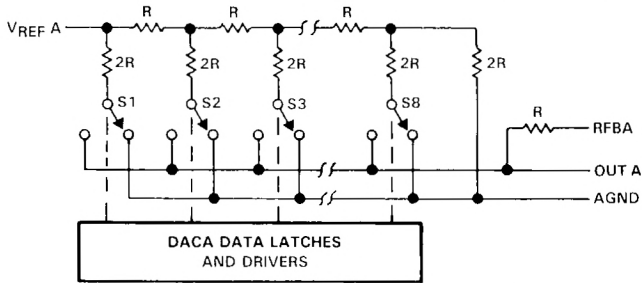 R R R
VREF A
2R 2R 2R 2R 2R
S1 S2 S3 S8
R
RFBA
OUT A
AGND
DACA DATA LATCHES
AND DRIVERS